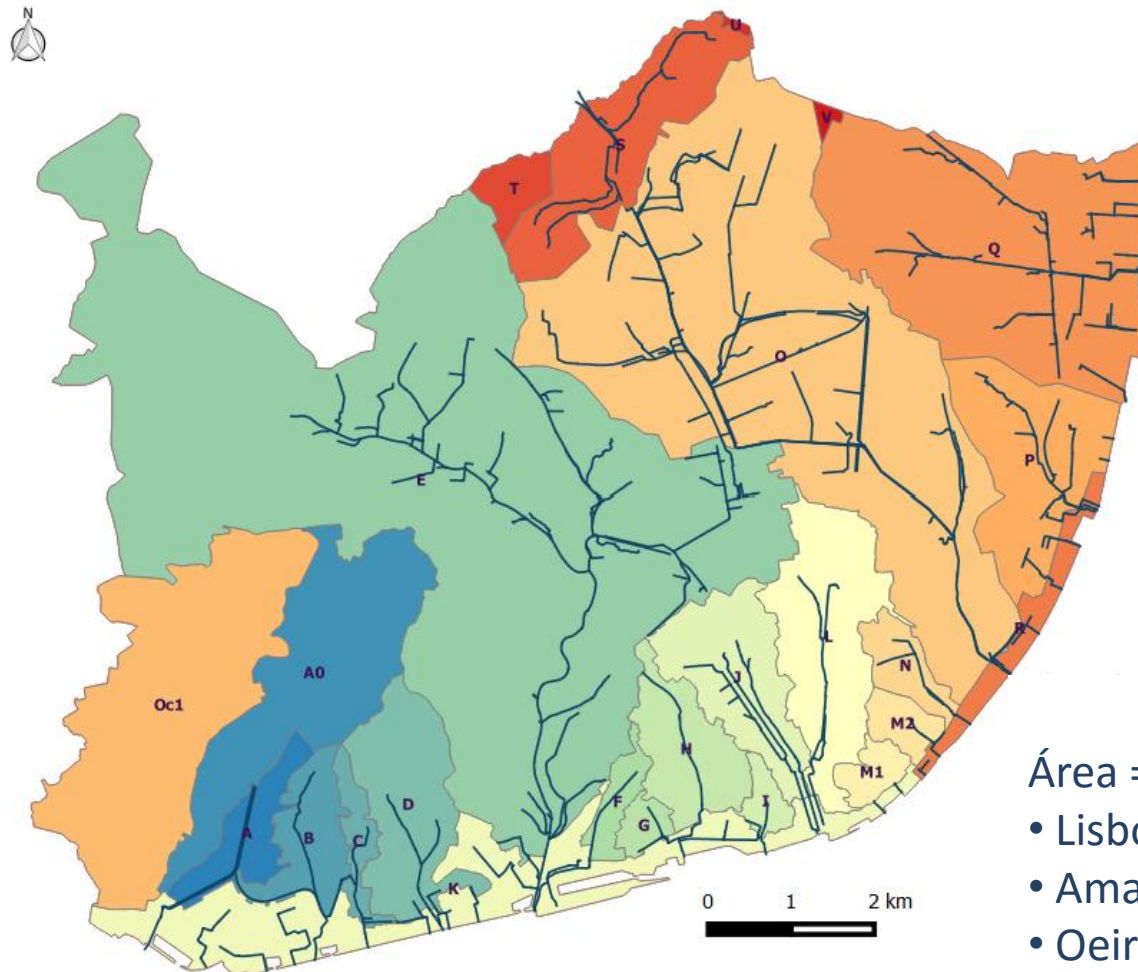 N
U
V
S
T
Q
O
P
E
R
A0
L
N
J
Oc1
M2
H
M1
D
F
I
G
A
B
C
K
0 1 2 km
Área =
• Lisbo
• Ama
• Oeir